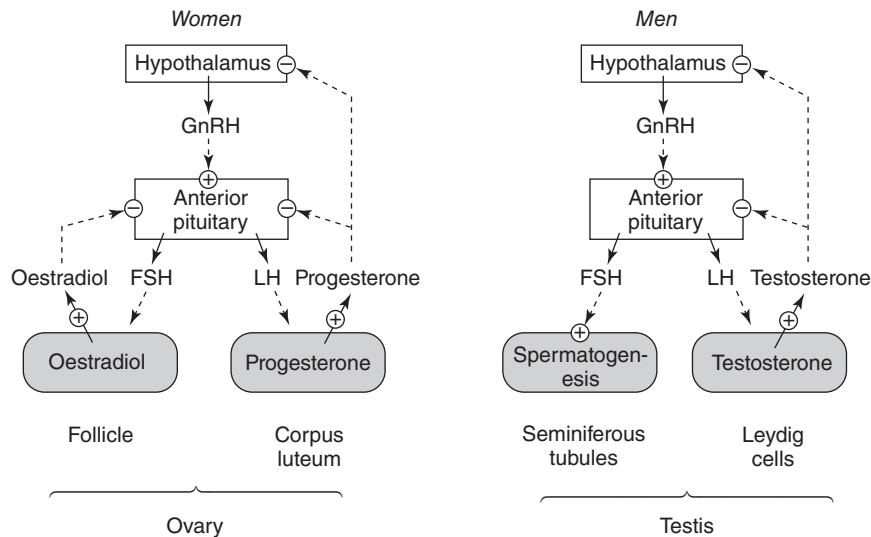 Women
Hypothalamus −
GnRH
+
Anterior
pituitary
− −
Oestradiol FSH LH Progesterone
+ +
Oestradiol Progesterone
Follicle Corpus
luteum
Ovary
Men
Hypothalamus −
GnRH
+
Anterior
pituitary
−
FSH LH Testosterone
+ +
Spermatogen-
esis
Testosterone
Seminiferous
tubules
Leydig
cells
Testis